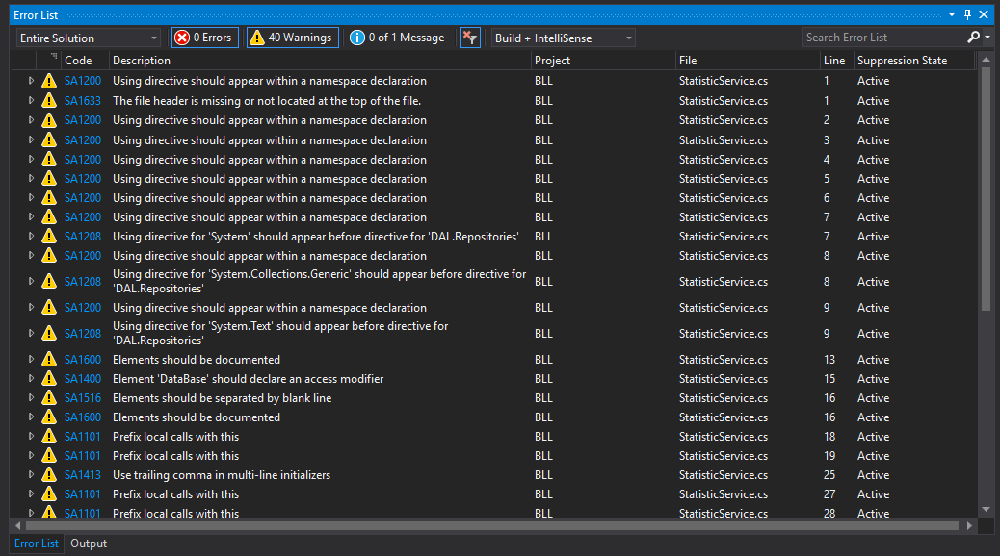 Error List
Entire Solution 0 Errors 40 Warnings 0 of 1 Message Build + IntelliSense Search Error List
Code Description Project File Line Suppression State
SA1200 Using directive should appear within a namespace declaration BLL StatisticService.cs 1 Active
SA1633 The file header is missing or not located at the top of the file. BLL StatisticService.cs 1 Active
SA1200 Using directive should appear within a namespace declaration BLL StatisticService.cs 2 Active
SA1200 Using directive should appear within a namespace declaration BLL StatisticService.cs 3 Active
SA1200 Using directive should appear within a namespace declaration BLL StatisticService.cs 4 Active
SA1200 Using directive should appear within a namespace declaration BLL StatisticService.cs 5 Active
SA1200 Using directive should appear within a namespace declaration BLL StatisticService.cs 6 Active
SA1200 Using directive should appear within a namespace declaration BLL StatisticService.cs 7 Active
SA1208 Using directive for 'System' should appear before directive for 'DAL.Repositories' BLL StatisticService.cs 7 Active
SA1200 Using directive should appear within a namespace declaration BLL StatisticService.cs 8 Active
SA1208 Using directive for 'System.Collections.Generic' should appear before directive for
'DAL.Repositories' BLL StatisticService.cs 8 Active
SA1200 Using directive should appear within a namespace declaration BLL StatisticService.cs 9 Active
SA1208 Using directive for 'System.Text' should appear before directive for
'DAL.Repositories' BLL StatisticService.cs 9 Active
SA1600 Elements should be documented BLL StatisticService.cs 13 Active
SA1400 Element 'DataBase' should declare an access modifier BLL StatisticService.cs 15 Active
SA1516 Elements should be separated by blank line BLL StatisticService.cs 16 Active
SA1600 Elements should be documented BLL StatisticService.cs 16 Active
SA1101 Prefix local calls with this BLL StatisticService.cs 18 Active
SA1101 Prefix local calls with this BLL StatisticService.cs 19 Active
SA1413 Use trailing comma in multi-line initializers BLL StatisticService.cs 25 Active
SA1101 Prefix local calls with this BLL StatisticService.cs 27 Active
SA1101 Prefix local calls with this BLL StatisticService.cs 28 Active
Error List Output